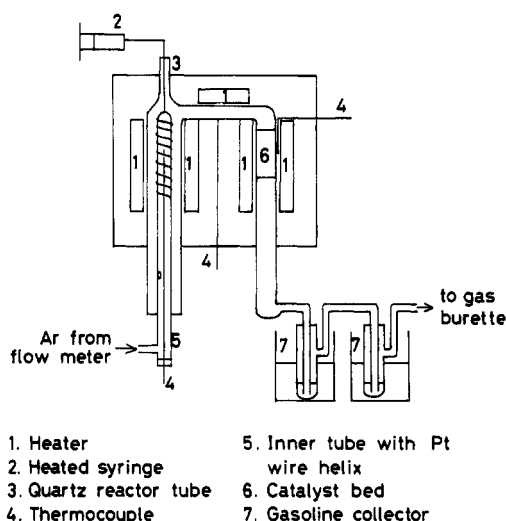 2
3
1
4
1
1
1
6
1
4
Ar from
flow meter
5
4
7
7
to gas
burette
1. Heater
2. Heated syringe
3. Quartz reactor tube
4. Thermocouple
5. Inner tube with Pt
wire helix
6. Catalyst bed
7. Gasoline collector